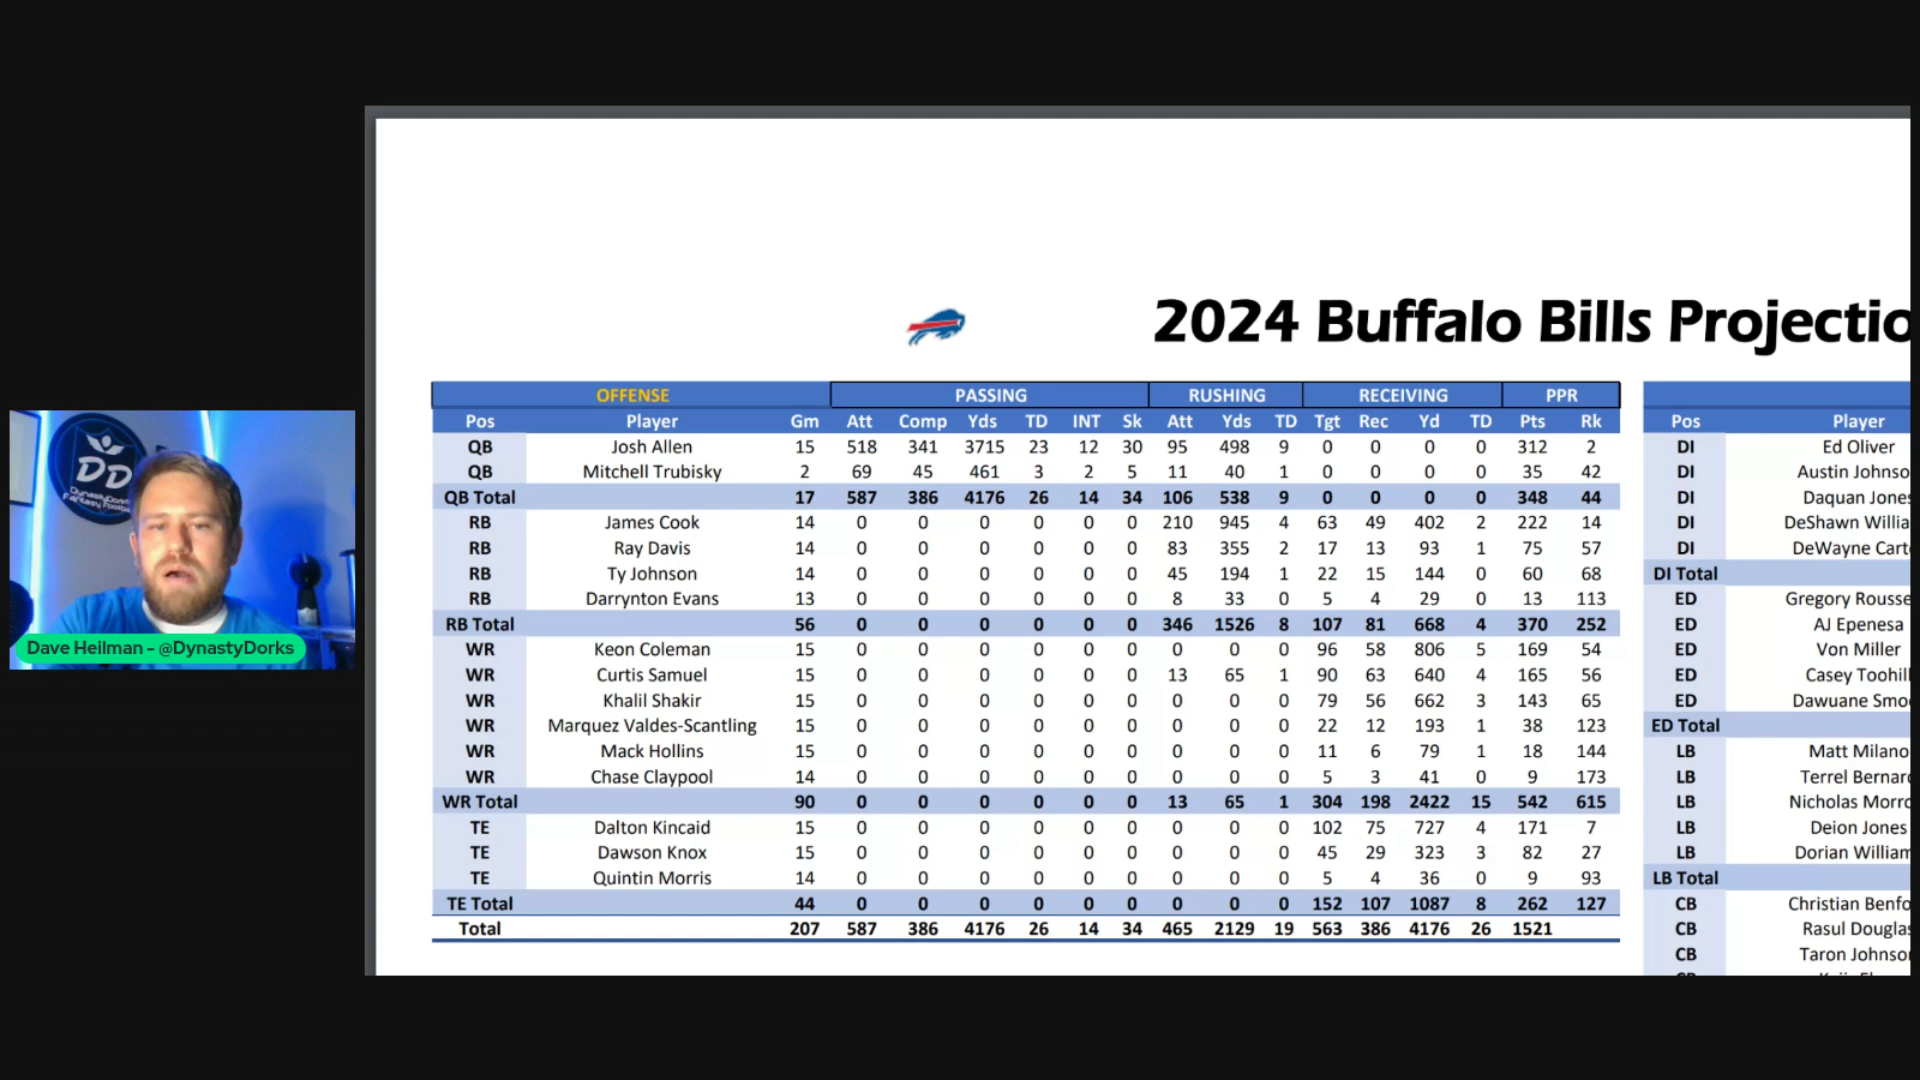 2024 Buffalo Bills Projectio
OFFENSE PASSING RUSHING RECEIVING PPR
Pos Player Gm Att Comp Yds TD INT Sk Att Yds TD Tgt Rec Yd TD Pts Rk
QB Josh Allen 15 518 341 3715 23 12 30 95 498 9 0 0 0 0 312 2
QB Mitchell Trubisky 2 69 45 461 3 2 5 11 40 1 0 0 0 0 35 42
QB Total 17 587 386 4176 26 14 34 106 538 9 0 0 0 0 348 44
RB James Cook 14 0 0 0 0 0 0 210 945 4 63 49 402 2 222 14
RB Ray Davis 14 0 0 0 0 0 0 83 355 2 17 13 93 1 75 57
RB Ty Johnson 14 0 0 0 0 0 0 45 194 1 22 15 144 0 60 68
RB Darrynton Evans 13 0 0 0 0 0 0 8 33 0 5 4 29 0 13 113
RB Total 56 0 0 0 0 0 0 346 1526 8 107 81 668 4 370 252
WR Keon Coleman 15 0 0 0 0 0 0 0 0 0 96 58 806 5 169 54
WR Curtis Samuel 15 0 0 0 0 0 0 13 65 1 90 63 640 4 165 56
WR Khalil Shakir 15 0 0 0 0 0 0 0 0 0 79 56 662 3 143 65
WR Marquez Valdes-Scantling 15 0 0 0 0 0 0 0 0 0 22 12 193 1 38 123
WR Mack Hollins 15 0 0 0 0 0 0 0 0 0 11 6 79 1 18 144
WR Chase Claypool 14 0 0 0 0 0 0 0 0 0 5 3 41 0 9 173
WR Total 90 0 0 0 0 0 0 13 65 1 304 198 2422 15 542 615
TE Dalton Kincaid 15 0 0 0 0 0 0 0 0 0 102 75 727 4 171 7
TE Dawson Knox 15 0 0 0 0 0 0 0 0 0 45 29 323 3 82 27
TE Quintin Morris 14 0 0 0 0 0 0 0 0 0 5 4 36 0 9 93
TE Total 44 0 0 0 0 0 0 0 0 0 152 107 1087 8 262 127
Total 207 587 386 4176 26 14 34 465 2129 19 563 386 4176 26 1521
Pos Player
DI Ed Oliver
DI Austin Johnso
DI Daquan Jones
DI DeShawn Willia
DI DeWayne Cart
DI Total
ED Gregory Rousse
ED AJ Epenesa
ED Von Miller
ED Casey Toohill
ED Dawuane Smo
ED Total
LB Matt Milano
LB Terrel Bernard
LB Nicholas Morro
LB Deion Jones
LB Dorian William
LB Total
CB Christian Benfo
CB Rasul Douglas
CB Taron Johnson
DD
Dave Heilman - @DynastyDorks